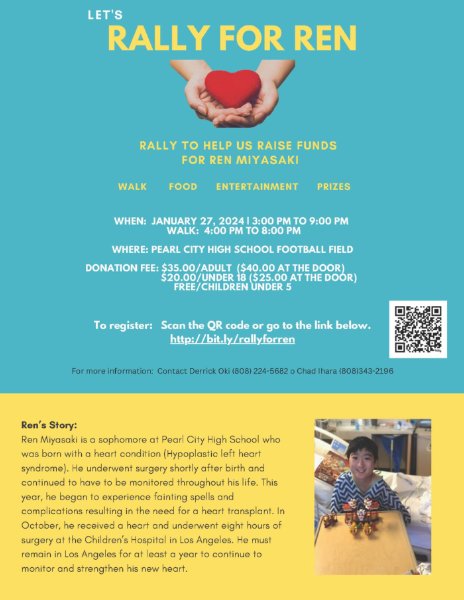 LET'S
RALLY FOR REN
RALLY TO HELP US RAISE FUNDS
FOR REN MIYASAKI
WALK FOOD ENTERTAINMENT PRIZES
WHEN: JANUARY 27, 2024 | 3:00 PM TO 9:00 PM
WALK: 4:00 PM TO 8:00 PM
WHERE: PEARL CITY HIGH SCHOOL FOOTBALL FIELD
DONATION FEE: $35.00/ADULT ($40.00 AT THE DOOR)
$20.00/UNDER 18 ($25.00 AT THE DOOR)
FREE/CHILDREN UNDER 5
To register: Scan the QR code or go to the link below.
http://bit.ly/rallyforren
For more information: Contact Derrick Oki (808) 224-5682 o Chad Ihara (808)343-2196
Ren's Story:
Ren Miyasaki is a sophomore at Pearl City High School who
was born with a heart condition (Hypoplastic left heart
syndrome). He underwent surgery shortly after birth and
continued to have to be monitored throughout his life. This
year, he began to experience fainting spells and
complications resulting in the need for a heart transplant. In
October, he received a heart and underwent eight hours of
surgery at the Children's Hospital in Los Angeles. He must
remain in Los Angeles for at least a year to continue to
monitor and strengthen his new heart.